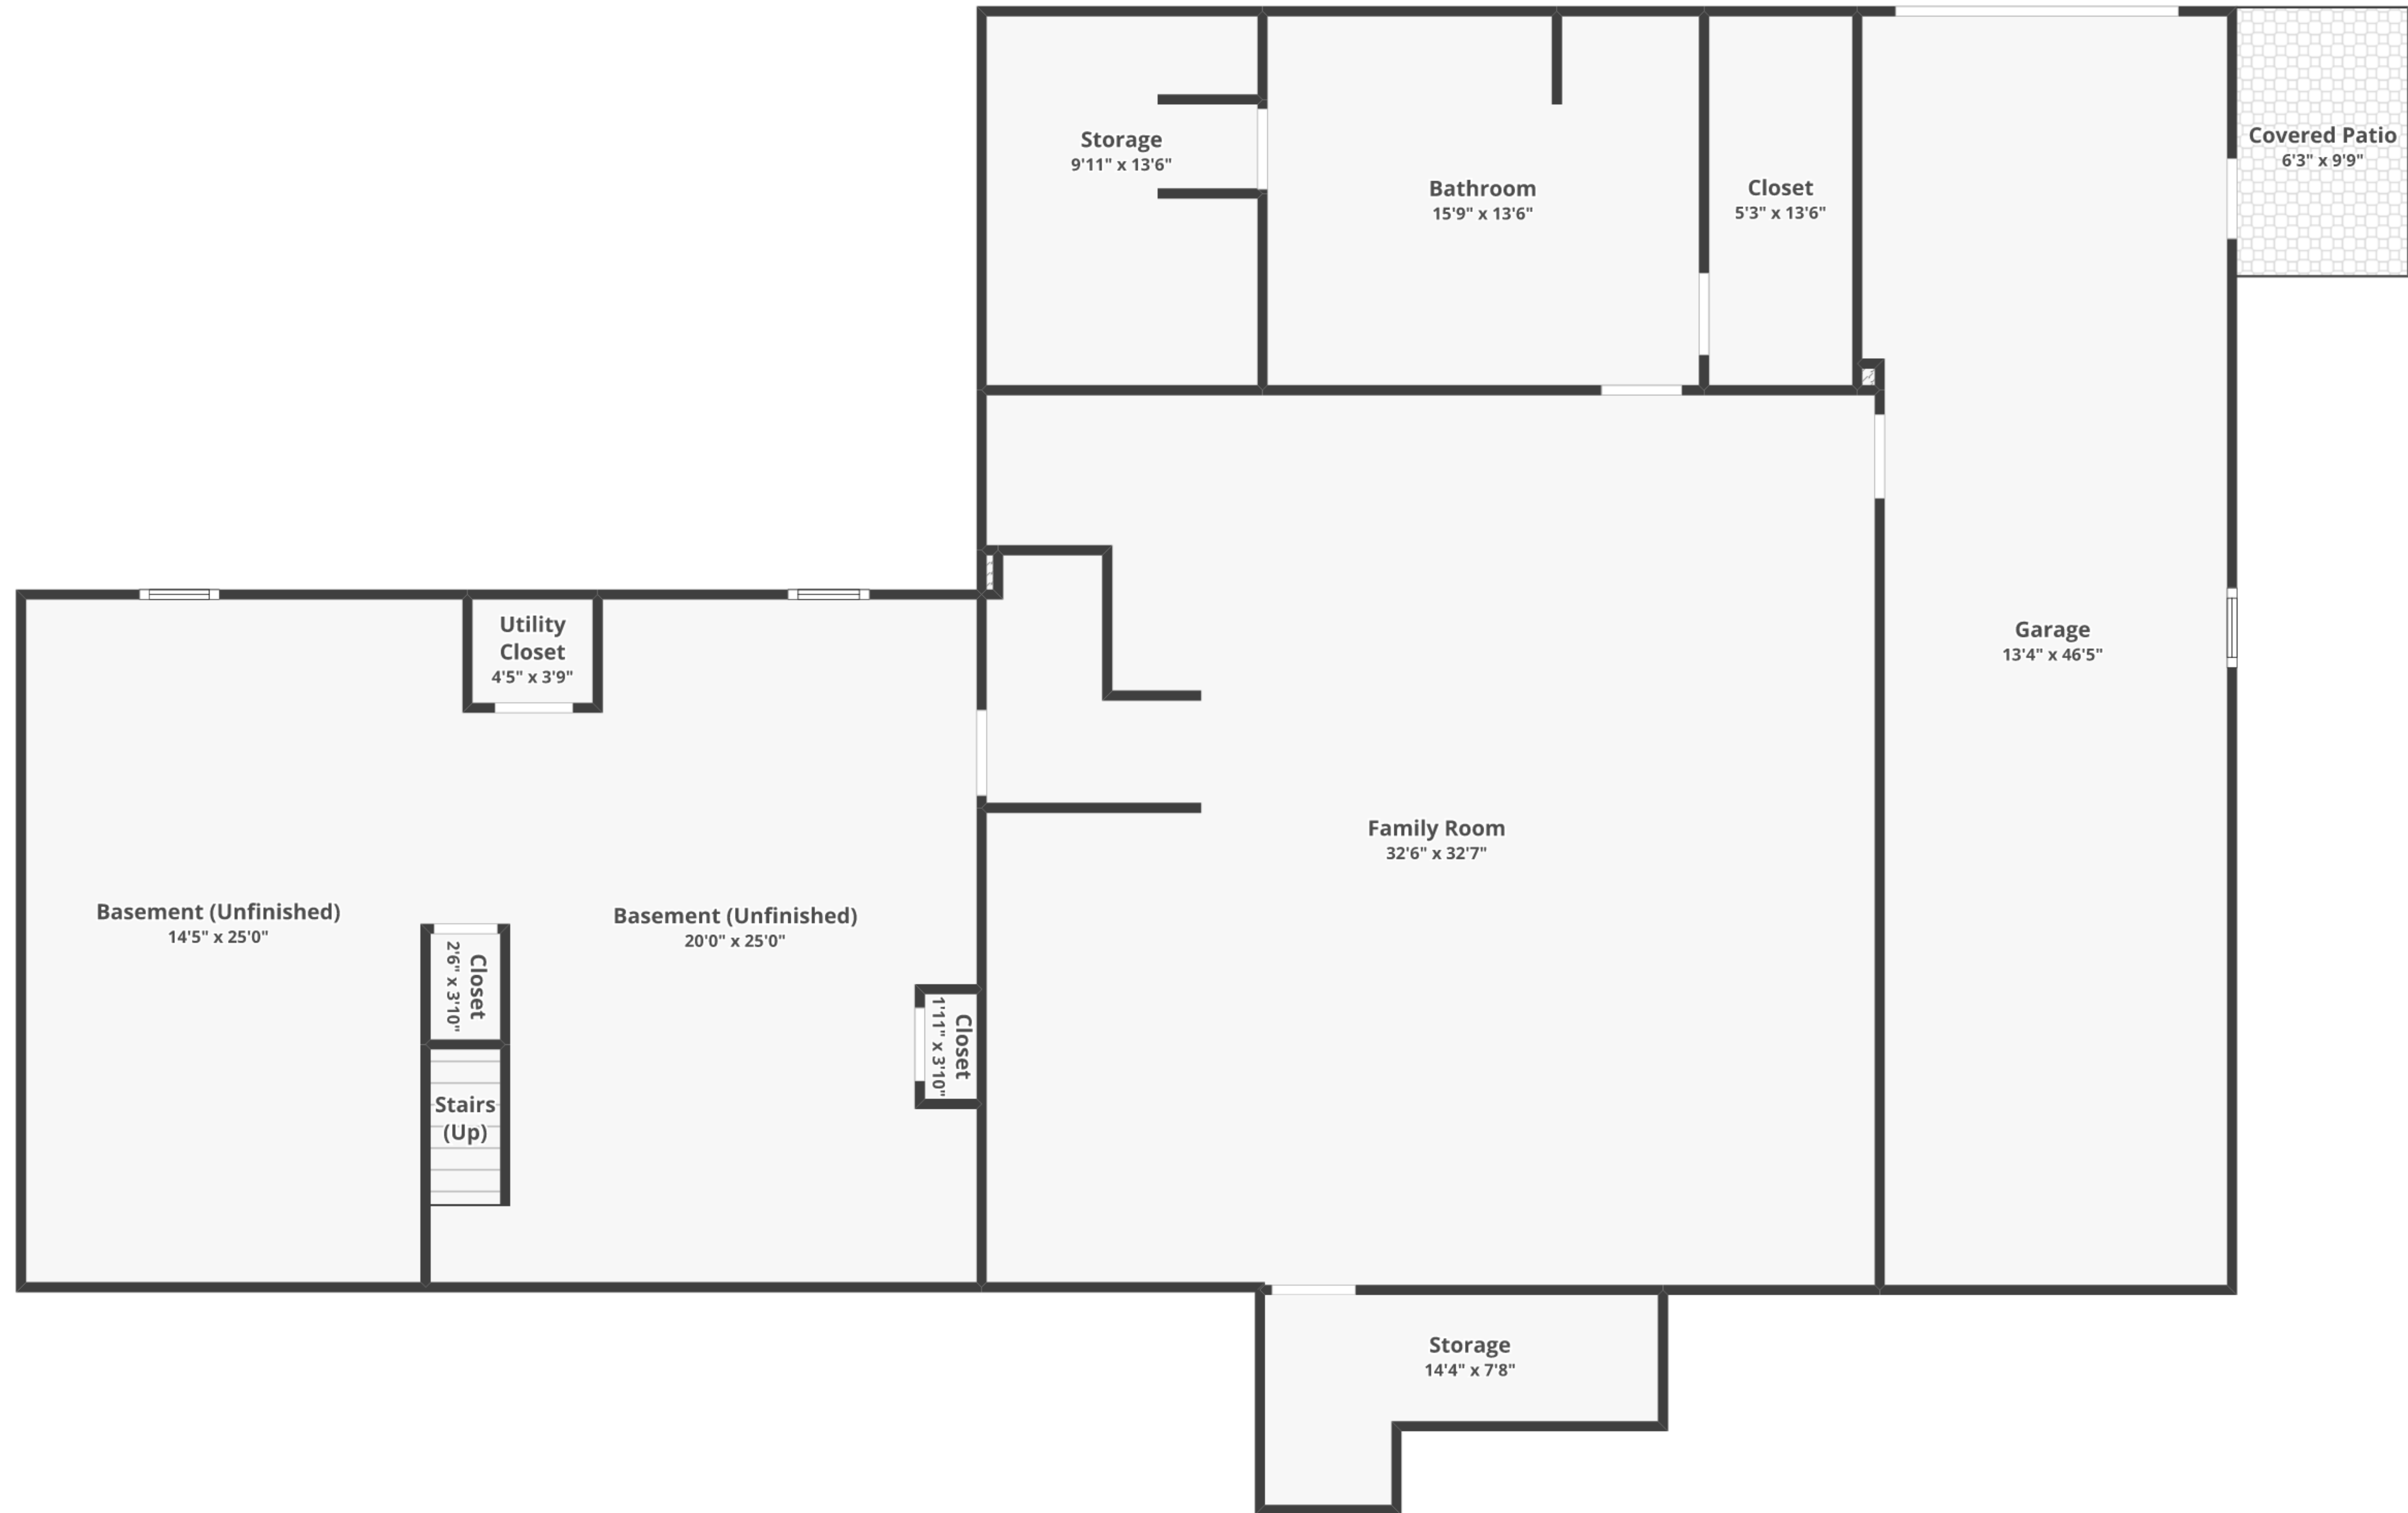 Storage
9'11" x 13'6"
Bathroom
15'9" x 13'6"
Closet
5'3" x 13'6"
Covered Patio
6'3" x 9'9"
Utility
Closet
4'5" x 3'9"
Garage
13'4" x 46'5"
Family Room
32'6" x 32'7"
Basement (Unfinished)
14'5" x 25'0"
Basement (Unfinished)
20'0" x 25'0"
Closet
2'6" x 3'10"
Closet
1'11" x 3'10"
Stairs
(Up)
Storage
14'4" x 7'8"